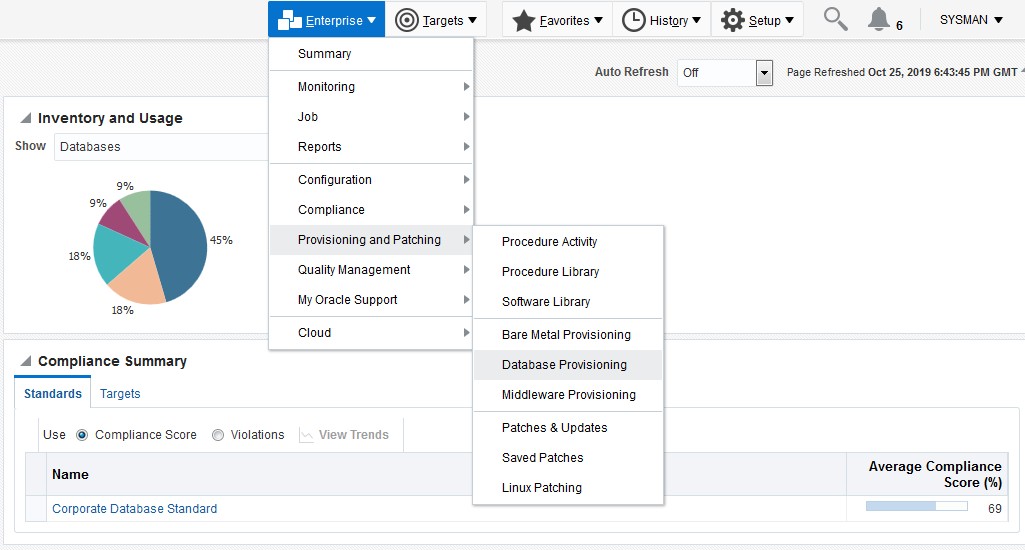 Enterprise Targets Favorites History Setup 6 SYSMAN
Summary
Monitoring
Job
Reports
Configuration
Compliance
Provisioning and Patching
Quality Management
My Oracle Support
Cloud
Procedure Activity
Procedure Library
Software Library
Bare Metal Provisioning
Database Provisioning
Middleware Provisioning
Patches & Updates
Saved Patches
Linux Patching
Auto Refresh Off Page Refreshed Oct 25, 2019 6:43:45 PM GMT
Inventory and Usage
Show Databases
9%
9%
45%
18%
18%
Compliance Summary
Standards Targets
Use Compliance Score Violations View Trends
Name Average Compliance
Score (%)
Corporate Database Standard 69